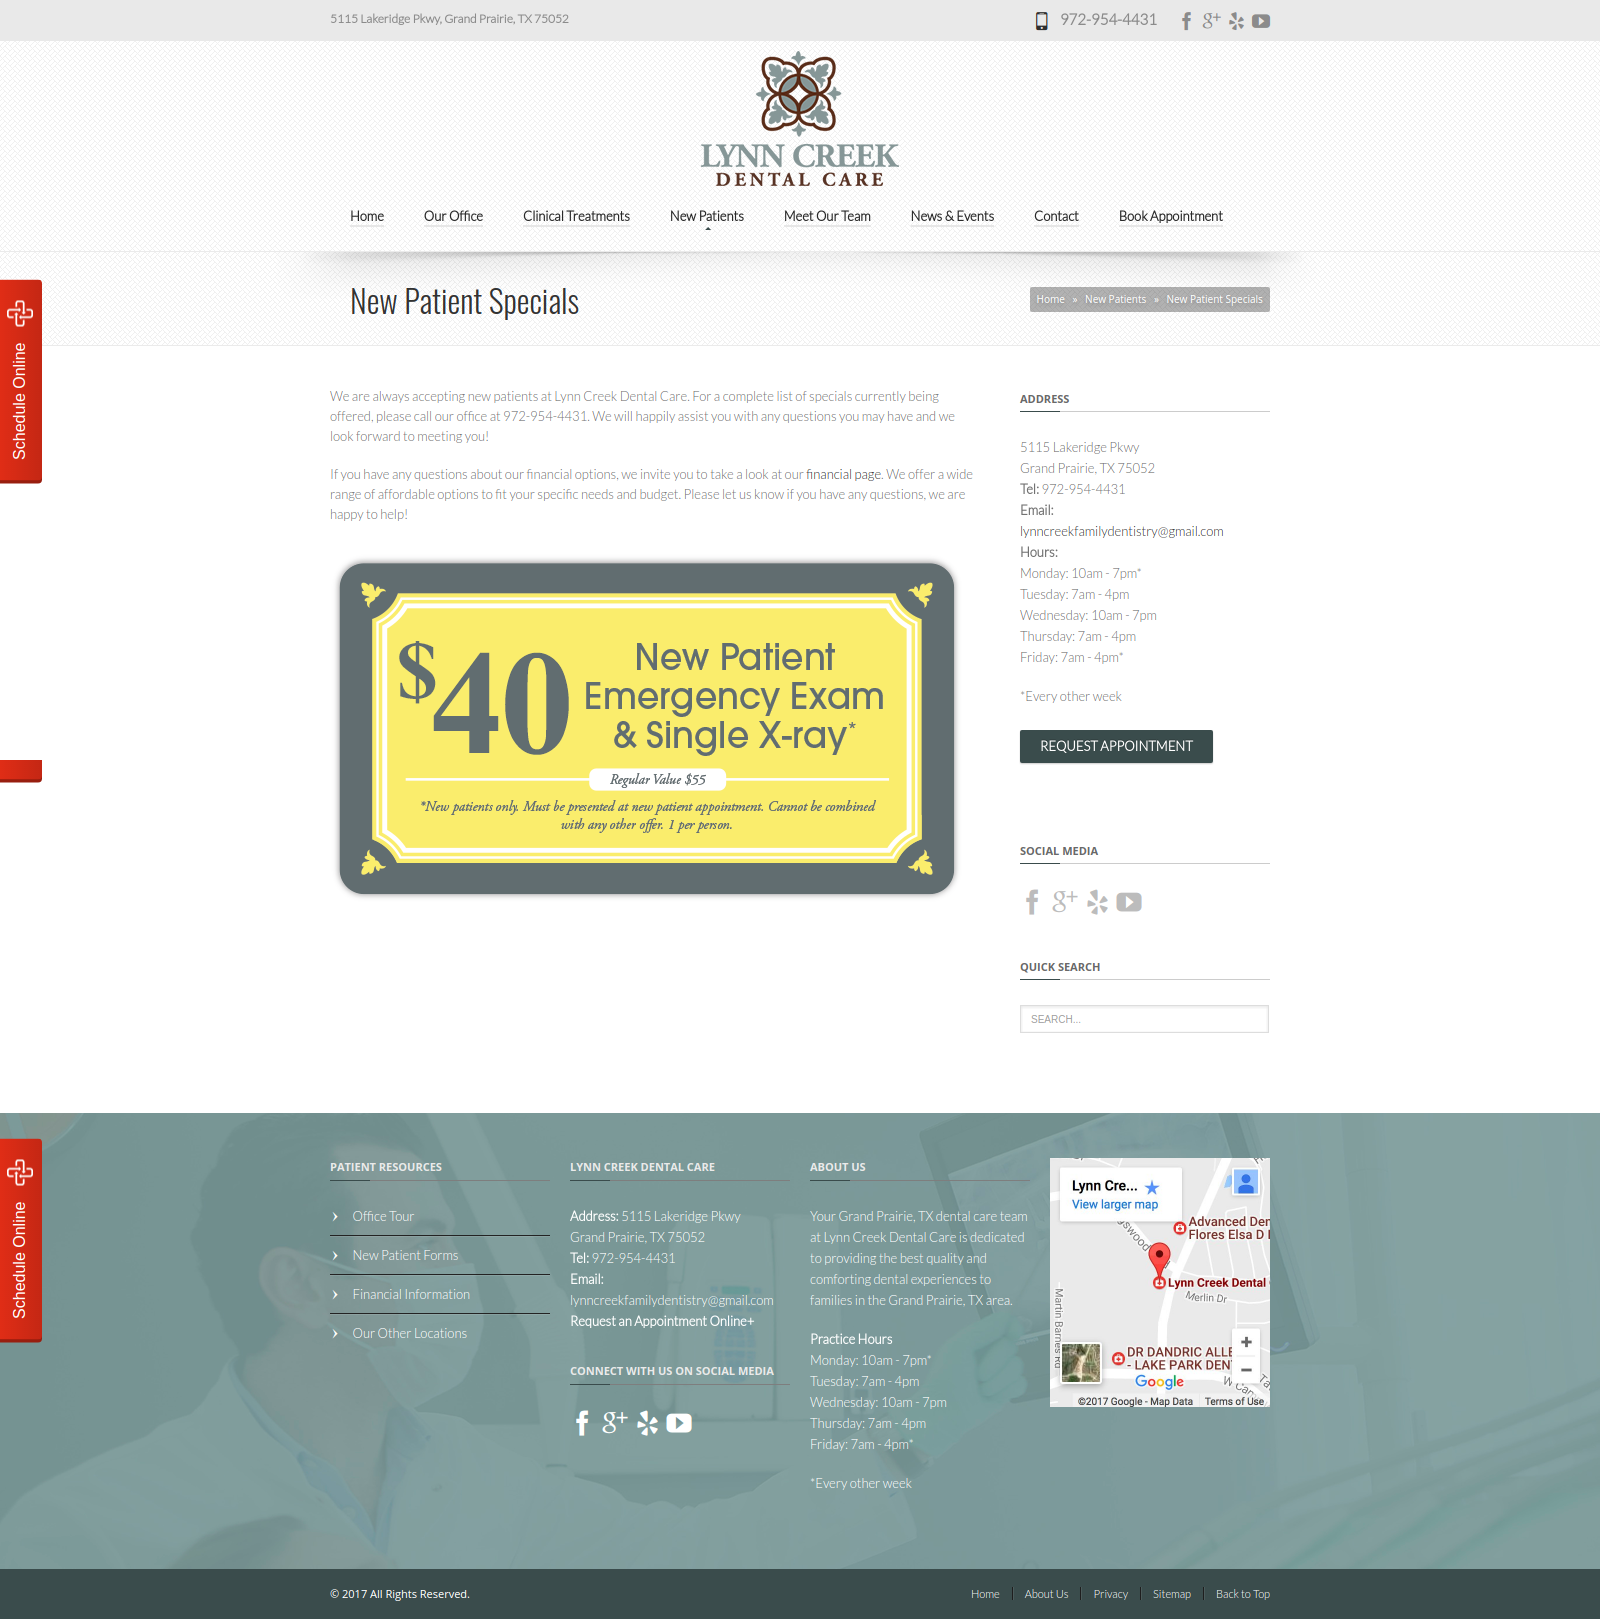 5115 Lakeridge Pkwy, Grand Prairie, TX 75052
972-954-4431
LYNN CREEK
DENTAL CARE
Home
Our Office
Clinical Treatments
New Patients
Meet Our Team
News & Events
Contact
Book Appointment
New Patient Specials
Home » New Patients » New Patient Specials
Schedule Online
We are always accepting new patients at Lynn Creek Dental Care. For a complete list of specials currently being
offered, please call our office at 972-954-4431. We will happily assist you with any questions you may have and we
look forward to meeting you!
If you have any questions about our financial options, we invite you to take a look at our financial page. We offer a wide
range of affordable options to fit your specific needs and budget. Please let us know if you have any questions, we are
happy to help!
$40
New Patient
Emergency Exam
& Single X-ray*
Regular Value $55
*New patients only. Must be presented at new patient appointment. Cannot be combined
with any other offer. 1 per person.
ADDRESS
5115 Lakeridge Pkwy
Grand Prairie, TX 75052
Tel: 972-954-4431
Email:
lynncreekfamilydentistry@gmail.com
Hours:
Monday: 10am - 7pm*
Tuesday: 7am - 4pm
Wednesday: 10am - 7pm
Thursday: 7am - 4pm
Friday: 7am - 4pm*
*Every other week
REQUEST APPOINTMENT
SOCIAL MEDIA
QUICK SEARCH
SEARCH...
Schedule Online
PATIENT RESOURCES
Office Tour
New Patient Forms
Financial Information
Our Other Locations
LYNN CREEK DENTAL CARE
Address: 5115 Lakeridge Pkwy
Grand Prairie, TX 75052
Tel: 972-954-4431
Email:
lynncreekfamilydentistry@gmail.com
Request an Appointment Online+
CONNECT WITH US ON SOCIAL MEDIA
ABOUT US
Your Grand Prairie, TX dental care team
at Lynn Creek Dental Care is dedicated
to providing the best quality and
comforting dental experiences to
families in the Grand Prairie, TX area.
Practice Hours
Monday: 10am - 7pm*
Tuesday: 7am - 4pm
Wednesday: 10am - 7pm
Thursday: 7am - 4pm
Friday: 7am - 4pm*
*Every other week
Lynn Cre...
View larger map
Advanced Den
Flores Elsa D
Lynn Creek Dental
Merlin Dr
Martin Barnes Rd
DR DANDRIC ALLE
- LAKE PARK DEN
Google
©2017 Google - Map Data
Terms of Use
© 2017 All Rights Reserved.
Home
About Us
Privacy
Sitemap
Back to Top